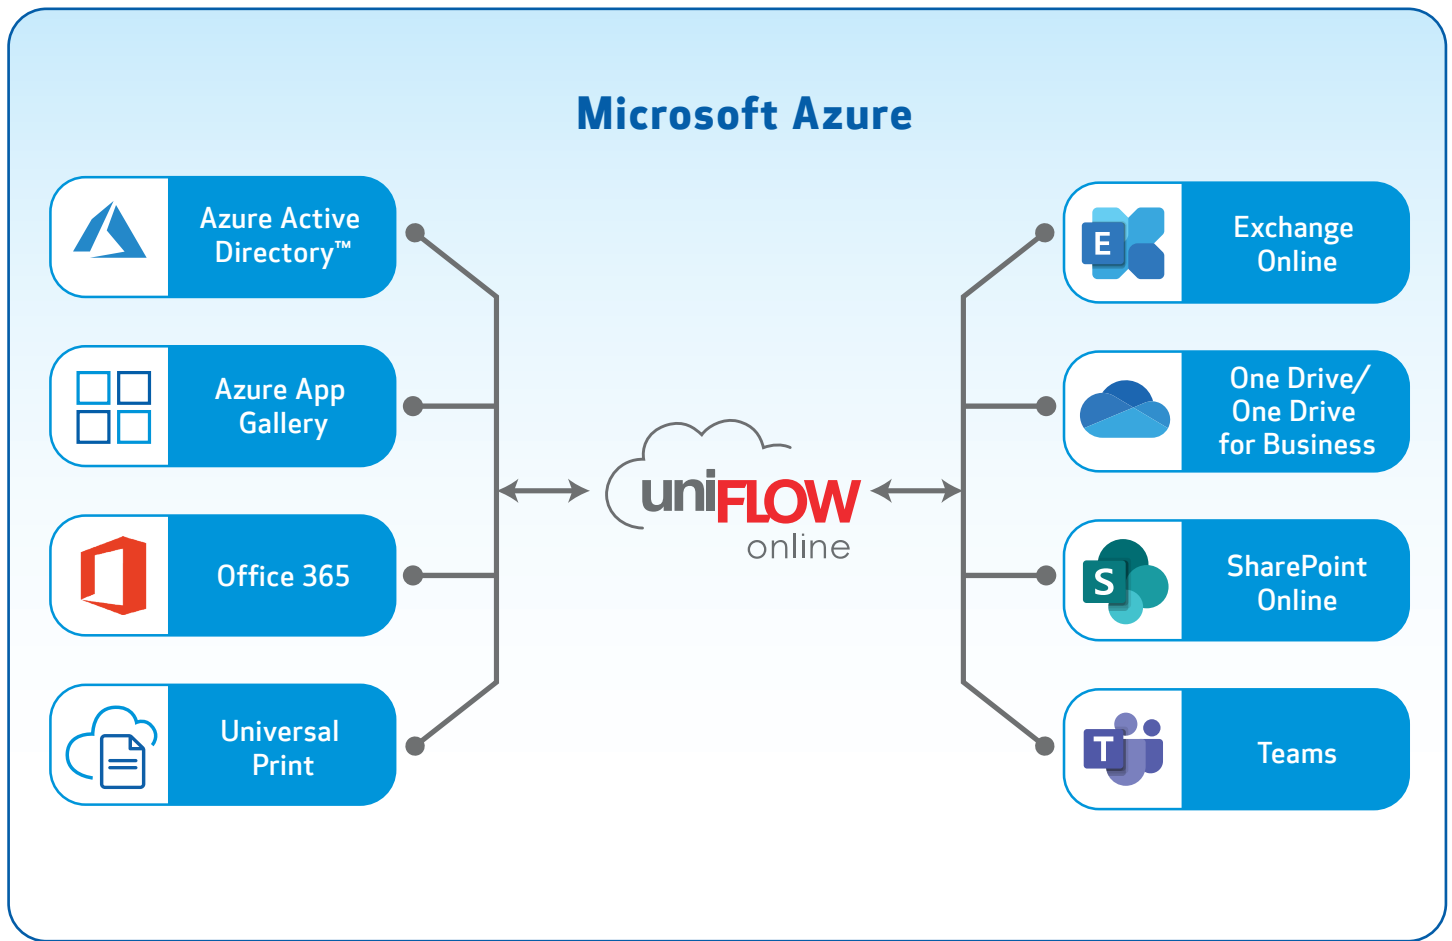 Microsoft Azure
Azure Active
Directory™
Azure App
Gallery
Office 365
Universal
Print
uniFLOW
online
E
Exchange
Online
One Drive/
One Drive
for Business
S
SharePoint
Online
T
Teams